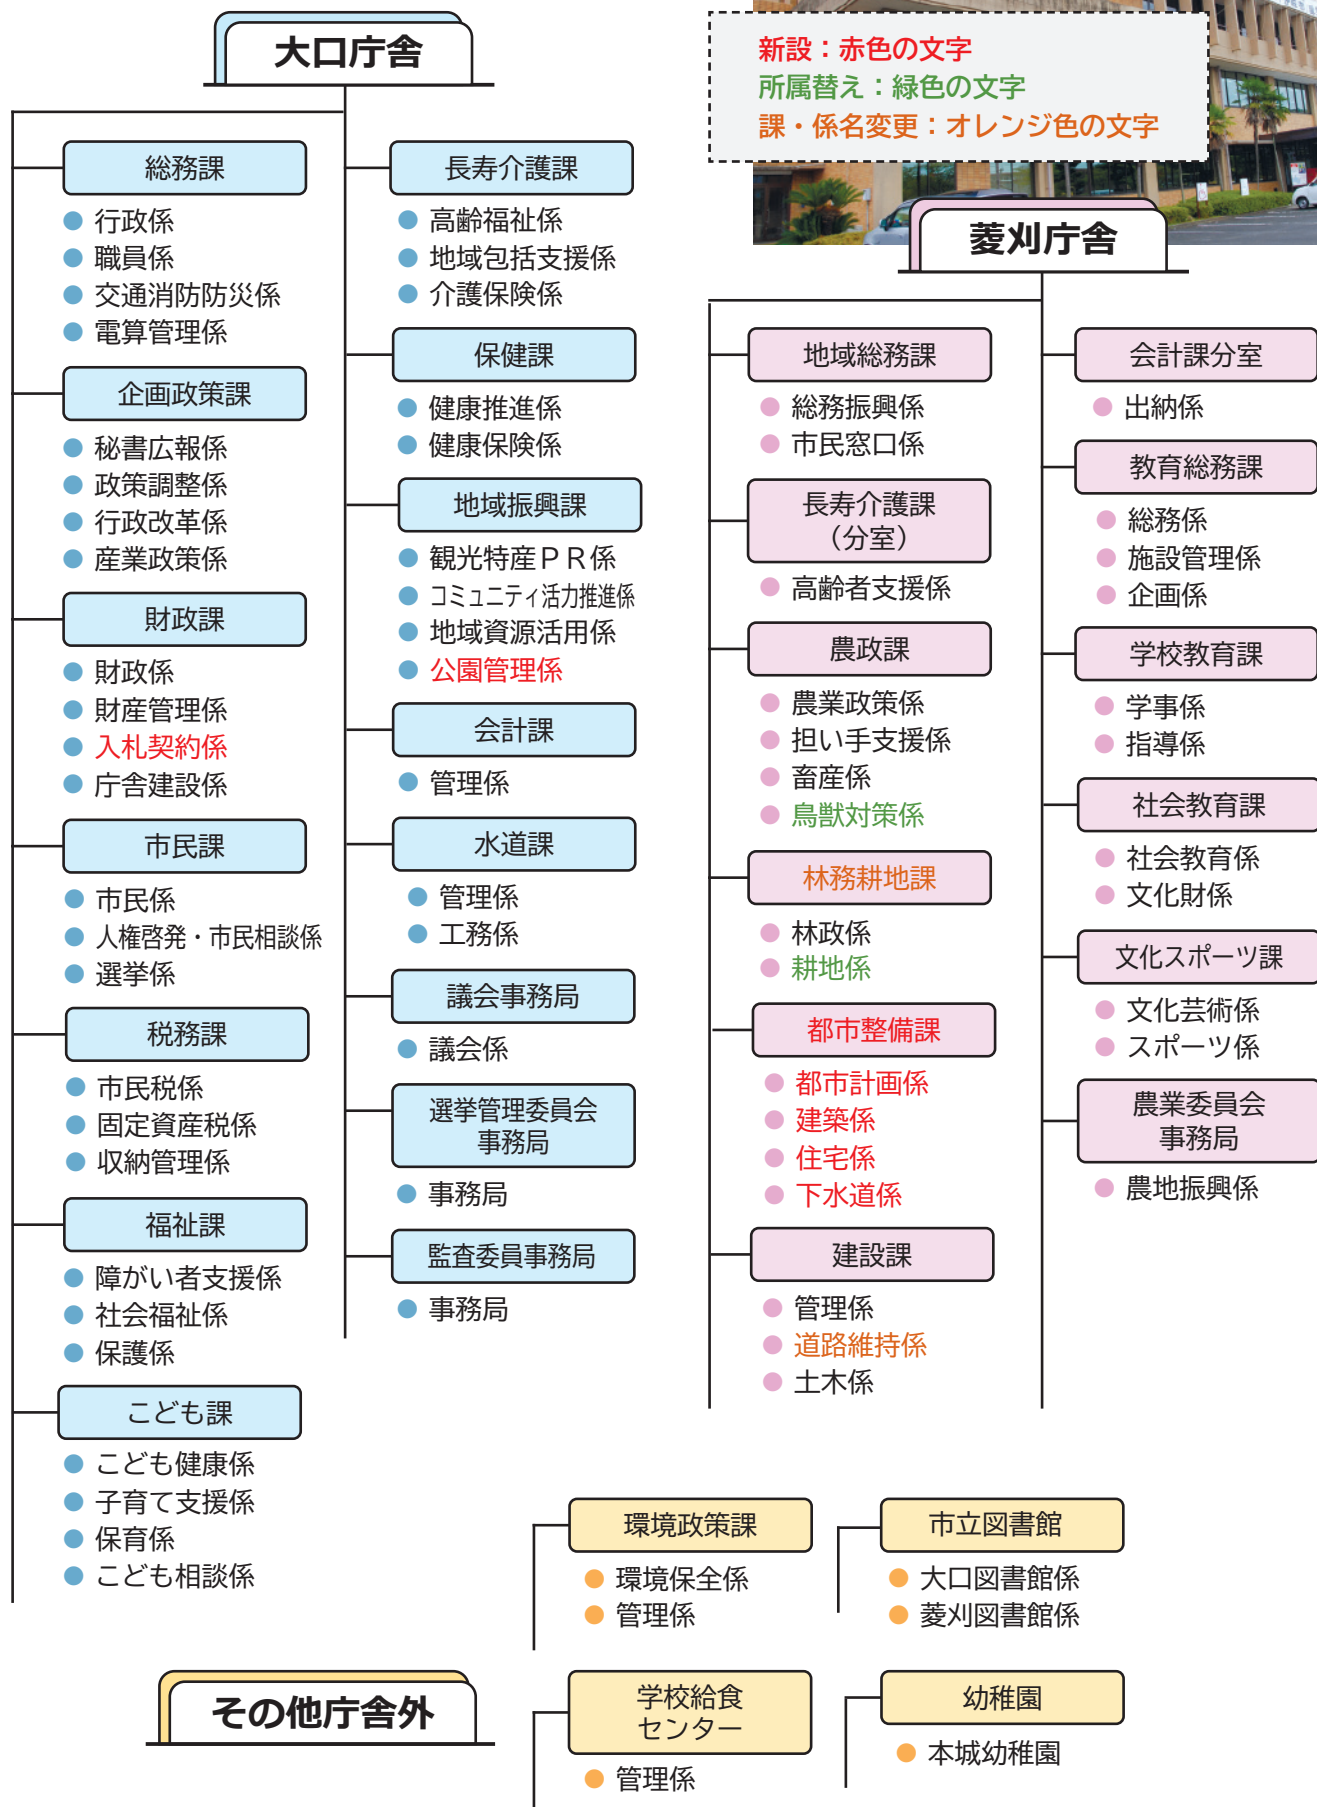 大口庁舎
総務課
行政係
職員係
交通消防防災係
電算管理係
企画政策課
秘書広報係
政策調整係
行政改革係
産業政策係
財政課
財政係
財産管理係
入札契約係
庁舎建設係
市民課
市民係
人権啓発・市民相談係
選挙係
税務課
市民税係
固定資産税係
収納管理係
福祉課
障がい者支援係
社会福祉係
保護係
こども課
こども健康係
子育て支援係
保育係
こども相談係
長寿介護課
高齢福祉係
地域包括支援係
介護保険係
保健課
健康推進係
健康保険係
地域振興課
観光特産ＰＲ係
コミュニティ活力推進係
地域資源活用係
公園管理係
会計課
管理係
水道課
管理係
工務係
議会事務局
議会係
選挙管理委員会
事務局
事務局
監査委員事務局
事務局
新設：赤色の文字
所属替え：緑色の文字
課・係名変更：オレンジ色の文字
菱刈庁舎
地域総務課
総務振興係
市民窓口係
長寿介護課
（分室）
高齢者支援係
農政課
農業政策係
担い手支援係
畜産係
鳥獣対策係
林務耕地課
林政係
耕地係
都市整備課
都市計画係
建築係
住宅係
下水道係
建設課
管理係
道路維持係
土木係
会計課分室
出納係
教育総務課
総務係
施設管理係
企画係
学校教育課
学事係
指導係
社会教育課
社会教育係
文化財係
文化スポーツ課
文化芸術係
スポーツ係
農業委員会
事務局
農地振興係
その他庁舎外
環境政策課
環境保全係
管理係
市立図書館
大口図書館係
菱刈図書館係
学校給食
センター
管理係
幼稚園
本城幼稚園